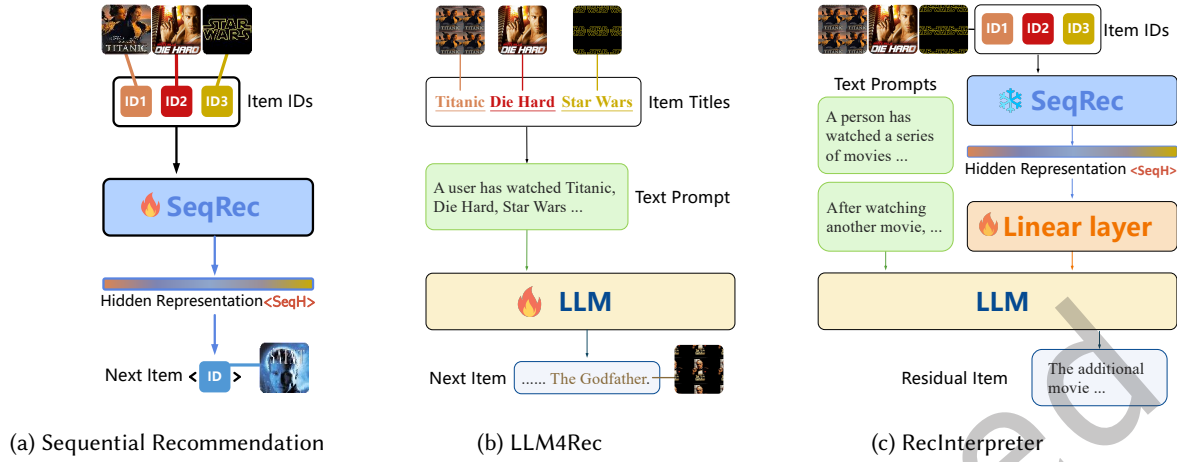 TITANIC
DIE HARD
STAR WARS
ID1 ID2 ID3
Item IDs
SeqRec
Hidden Representation<SeqH>
Next Item < ID >
(a) Sequential Recommendation
DIE HARD
Titanic Die Hard Star Wars
Item Titles
A user has watched Titanic,
Die Hard, Star Wars ...
Text Prompt
LLM
Next Item
...... The Godfather.
(b) LLM4Rec
DIE HARD
ID1 ID2 ID3
Item IDs
Text Prompts
A person has
watched a series
of movies ...
After watching
another movie, ...
SeqRec
Hidden Representation <SeqH>
Linear layer
LLM
Residual Item
The additional
movie ...
(c) RecInterpreter